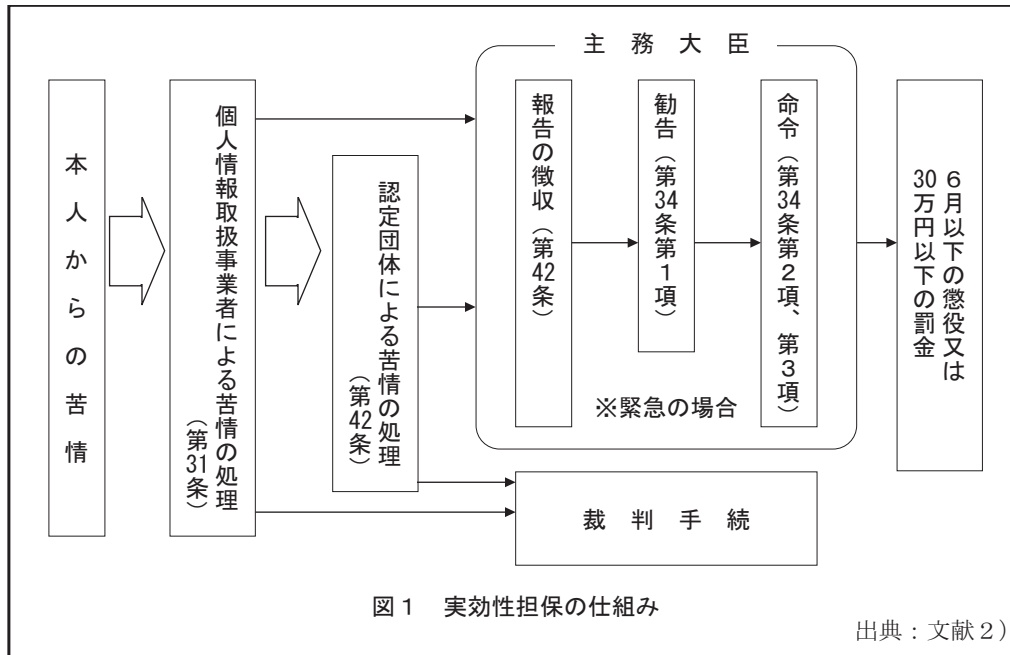 主務大臣
本人からの苦情
個人情報取扱事業者による苦情の処理
（第31条）
認定団体による苦情の処理
（第42条）
報告の徴収（第42条）
勧告（第34条第１項）
命令（第34条第２項、第３項）
※緊急の場合
６月以下の懲役又は
30万円以下の罰金
裁判手続
図１　実効性担保の仕組み
出典：文献２）